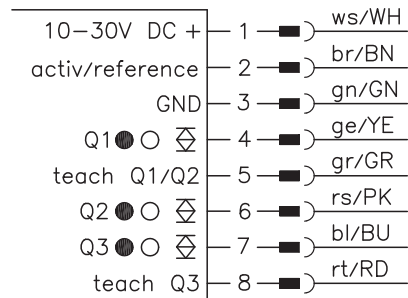 10-30V DC + 1 ws/WH
activ/reference 2 br/BN
GND 3 gn/GN
Q1 4 ge/YE
teach Q1/Q2 5 gr/GR
Q2 6 rs/PK
Q3 7 bl/BU
teach Q3 8 rt/RD